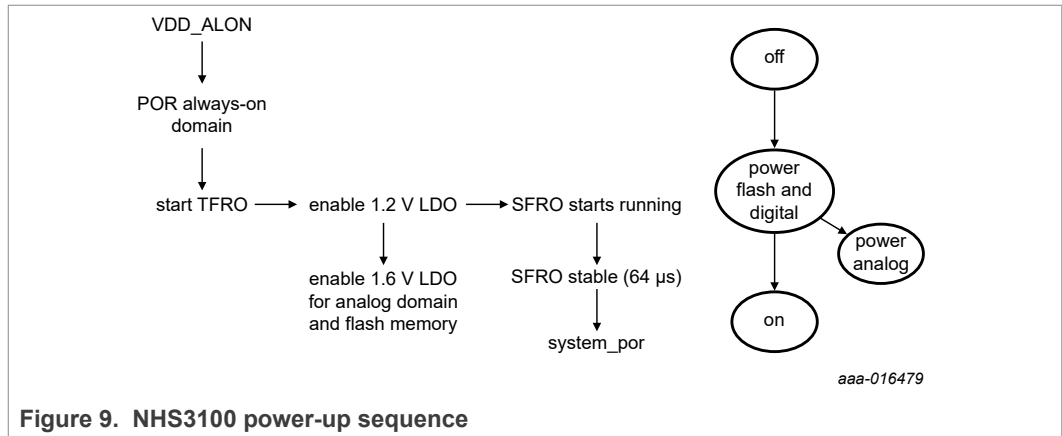 VDD_ALON
POR always-on
domain
start TFRO
enable 1.2 V LDO
SFRO starts running
enable 1.6 V LDO
for analog domain
and flash memory
SFRO stable (64 µs)
system_por
off
power
flash and
digital
power
analog
on
aaa-016479
Figure 9. NHS3100 power-up sequence